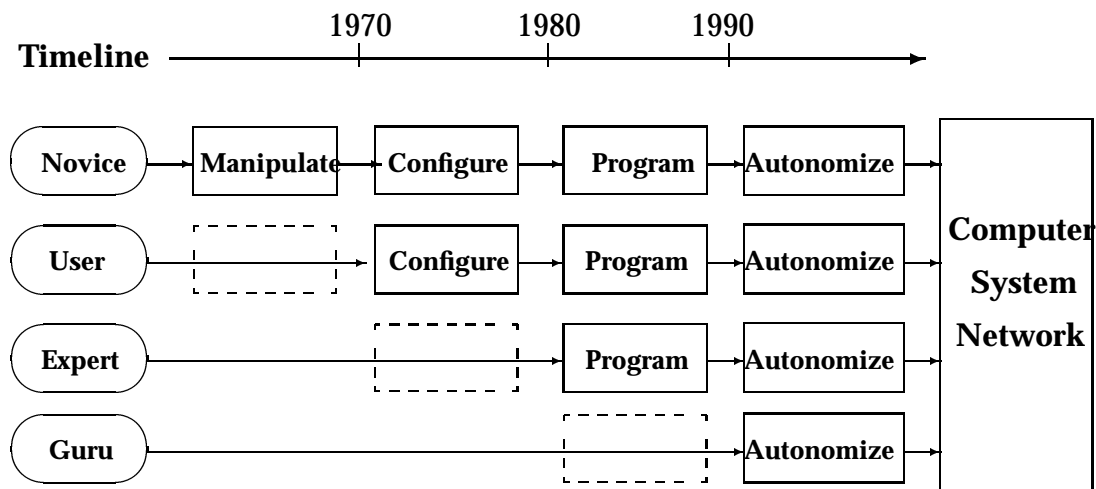 1970 1980 1990
Timeline
Novice Manipulate Configure Program Autonomize
User Configure Program Autonomize
Expert Program Autonomize
Guru Autonomize
Computer
System
Network